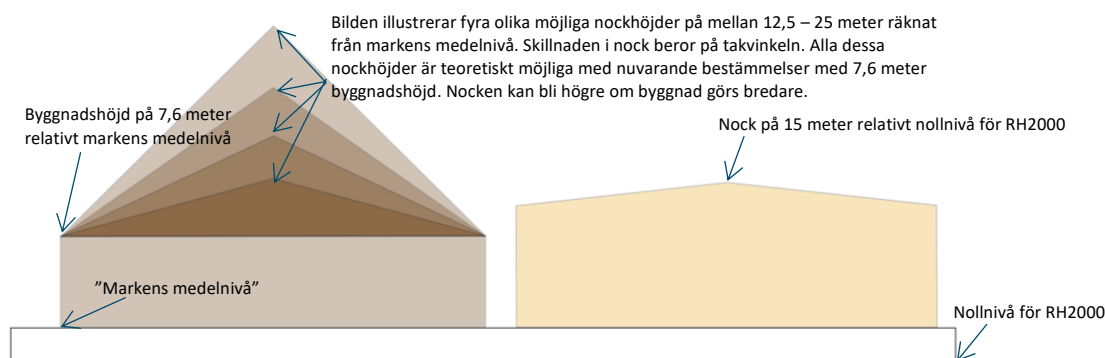 Bilden illustrerar fyra olika möjliga nockhöjder på mellan 12,5 – 25 meter räknat
från markens medelnivå. Skillnaden i nock beror på takvinkeln. Alla dessa
nockhöjder är teoretiskt möjliga med nuvarande bestämmelser med 7,6 meter
byggnadshöjd. Nocken kan bli högre om byggnad görs bredare.
Byggnadshöjd på 7,6 meter
relativt markens medelnivå
Nock på 15 meter relativt nollnivå för RH2000
”Markens medelnivå”
Nollnivå för RH2000